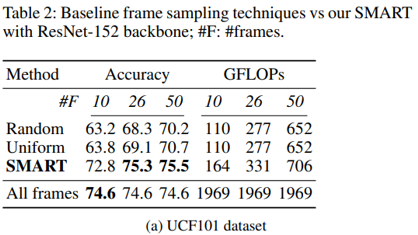 Table 2: Baseline frame sampling techniques vs our SMART
with ResNet-152 backbone; #F: #frames.
Method Accuracy GFLOPs
#F 10 26 50 10 26 50
Random 63.2 68.3 70.2 110 277 652
Uniform 63.8 69.1 70.7 110 277 652
SMART 72.8 75.3 75.5 164 331 706
All frames 74.6 74.6 74.6 1969 1969 1969
(a) UCF101 dataset